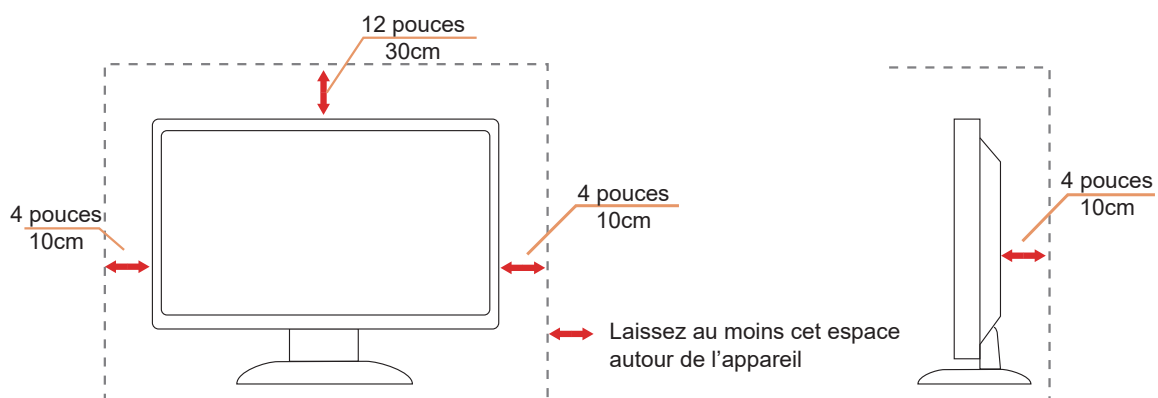 12 pouces
30cm
4 pouces
10cm
4 pouces
10cm
4 pouces
10cm
Laissez au moins cet espace
autour de l’appareil